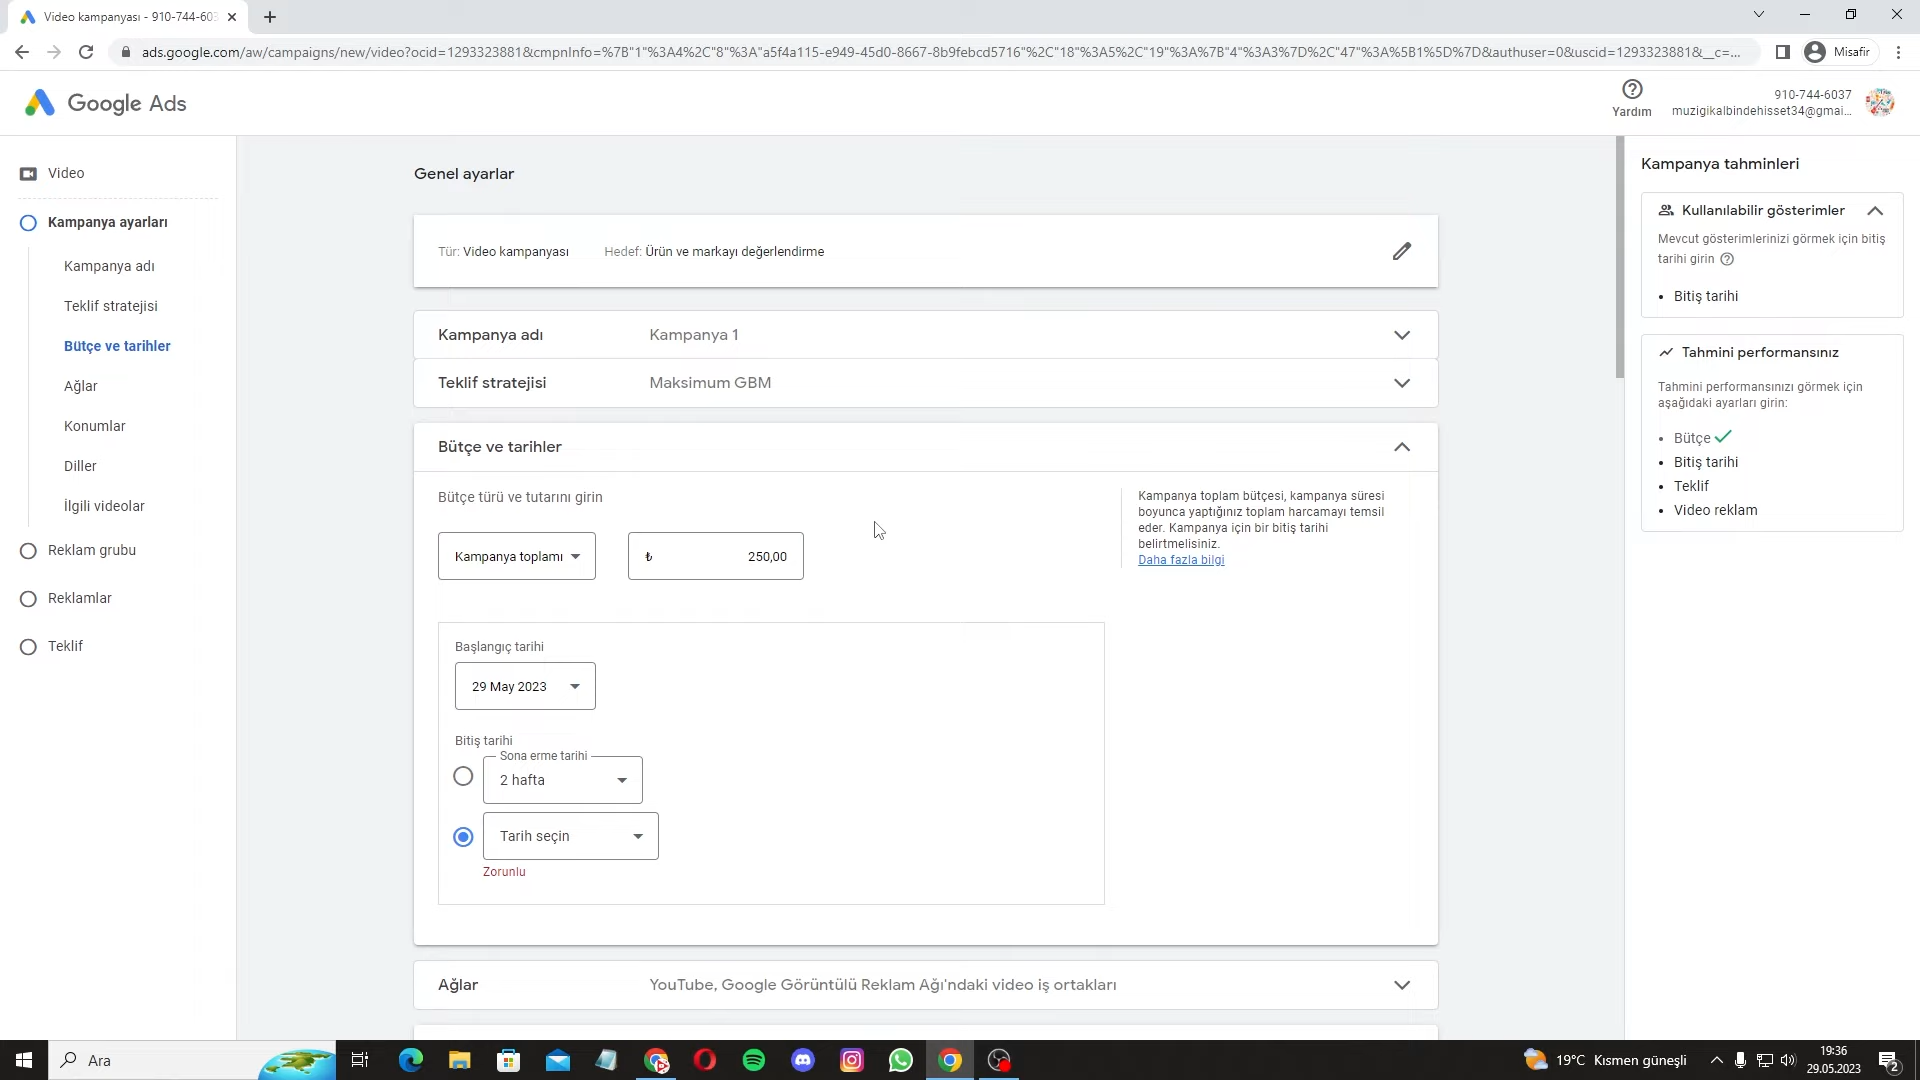 Video kampanyası - 910-744-603
ads.google.com/aw/campaigns/new/video?ocid=1293323881&cmpnInfo=%7B"1"%3A4%2C"8"%3A"a5f4a115-e949-45d0-8667-8b9febcd5716"%2C"18"%3A5%2C"19"%3A%7B"4"%3A3%7D%2C"47"%3A%5B1%5D%7D&authuser=0&uscid=1293323881&__c=...
Misafir
Google Ads
Yardım
910-744-6037
muzigikalbindehisset34@gmai...
Video
Kampanya ayarları
Kampanya adı
Teklif stratejisi
Bütçe ve tarihler
Ağlar
Konumlar
Diller
İlgili videolar
Reklam grubu
Reklamlar
Teklif
Genel ayarlar
Tür: Video kampanyası Hedef: Ürün ve markayı değerlendirme
Kampanya adı Kampanya 1
Teklif stratejisi Maksimum GBM
Bütçe ve tarihler
Bütçe türü ve tutarını girin
Kampanya toplamı ₺ 250,00
Kampanya toplam bütçesi, kampanya süresi
boyunca yaptığınız toplam harcamayı temsil
eder. Kampanya için bir bitiş tarihi
belirtmelisiniz.
Daha fazla bilgi
Başlangıç tarihi
29 May 2023
Bitiş tarihi
Sona erme tarihi
2 hafta
Tarih seçin
Zorunlu
Ağlar YouTube, Google Görüntülü Reklam Ağı'ndaki video iş ortakları
Kampanya tahminleri
Kullanılabilir gösterimler
Mevcut gösterimlerinizi görmek için bitiş
tarihi girin
• Bitiş tarihi
Tahmini performansınız
Tahmini performansınızı görmek için
aşağıdaki ayarları girin:
• Bütçe
• Bitiş tarihi
• Teklif
• Video reklam
Ara
19°C Kısmen güneşli
19:36
29.05.2023
2